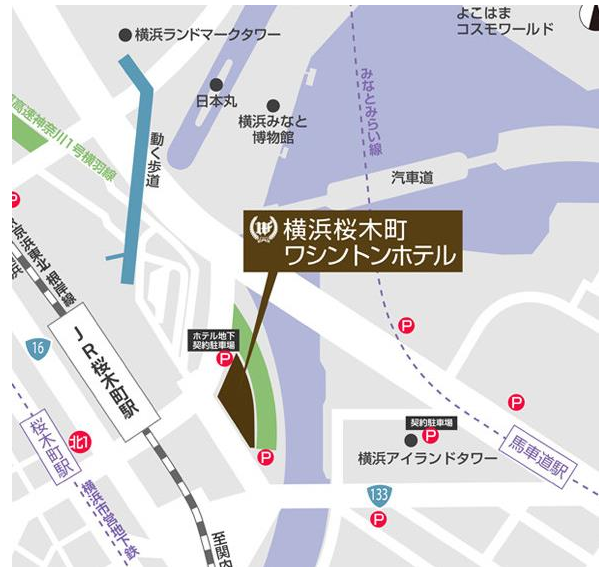 よこはま
コスモワールド
横浜ランドマークタワー
日本丸
横浜みなと
博物館
みなとみらい線
高速神奈川1号横羽線
動く歩道
汽車道
P
横浜桜木町
ワシントンホテル
京浜東北
根岸線
16
JR桜木町駅
ホテル地下
契約駐車場
P
P
P
桜木町駅
北1
契約駐車場
P
横浜アイランドタワー
馬車道駅
P
133
P
横浜市営地下鉄
至関内